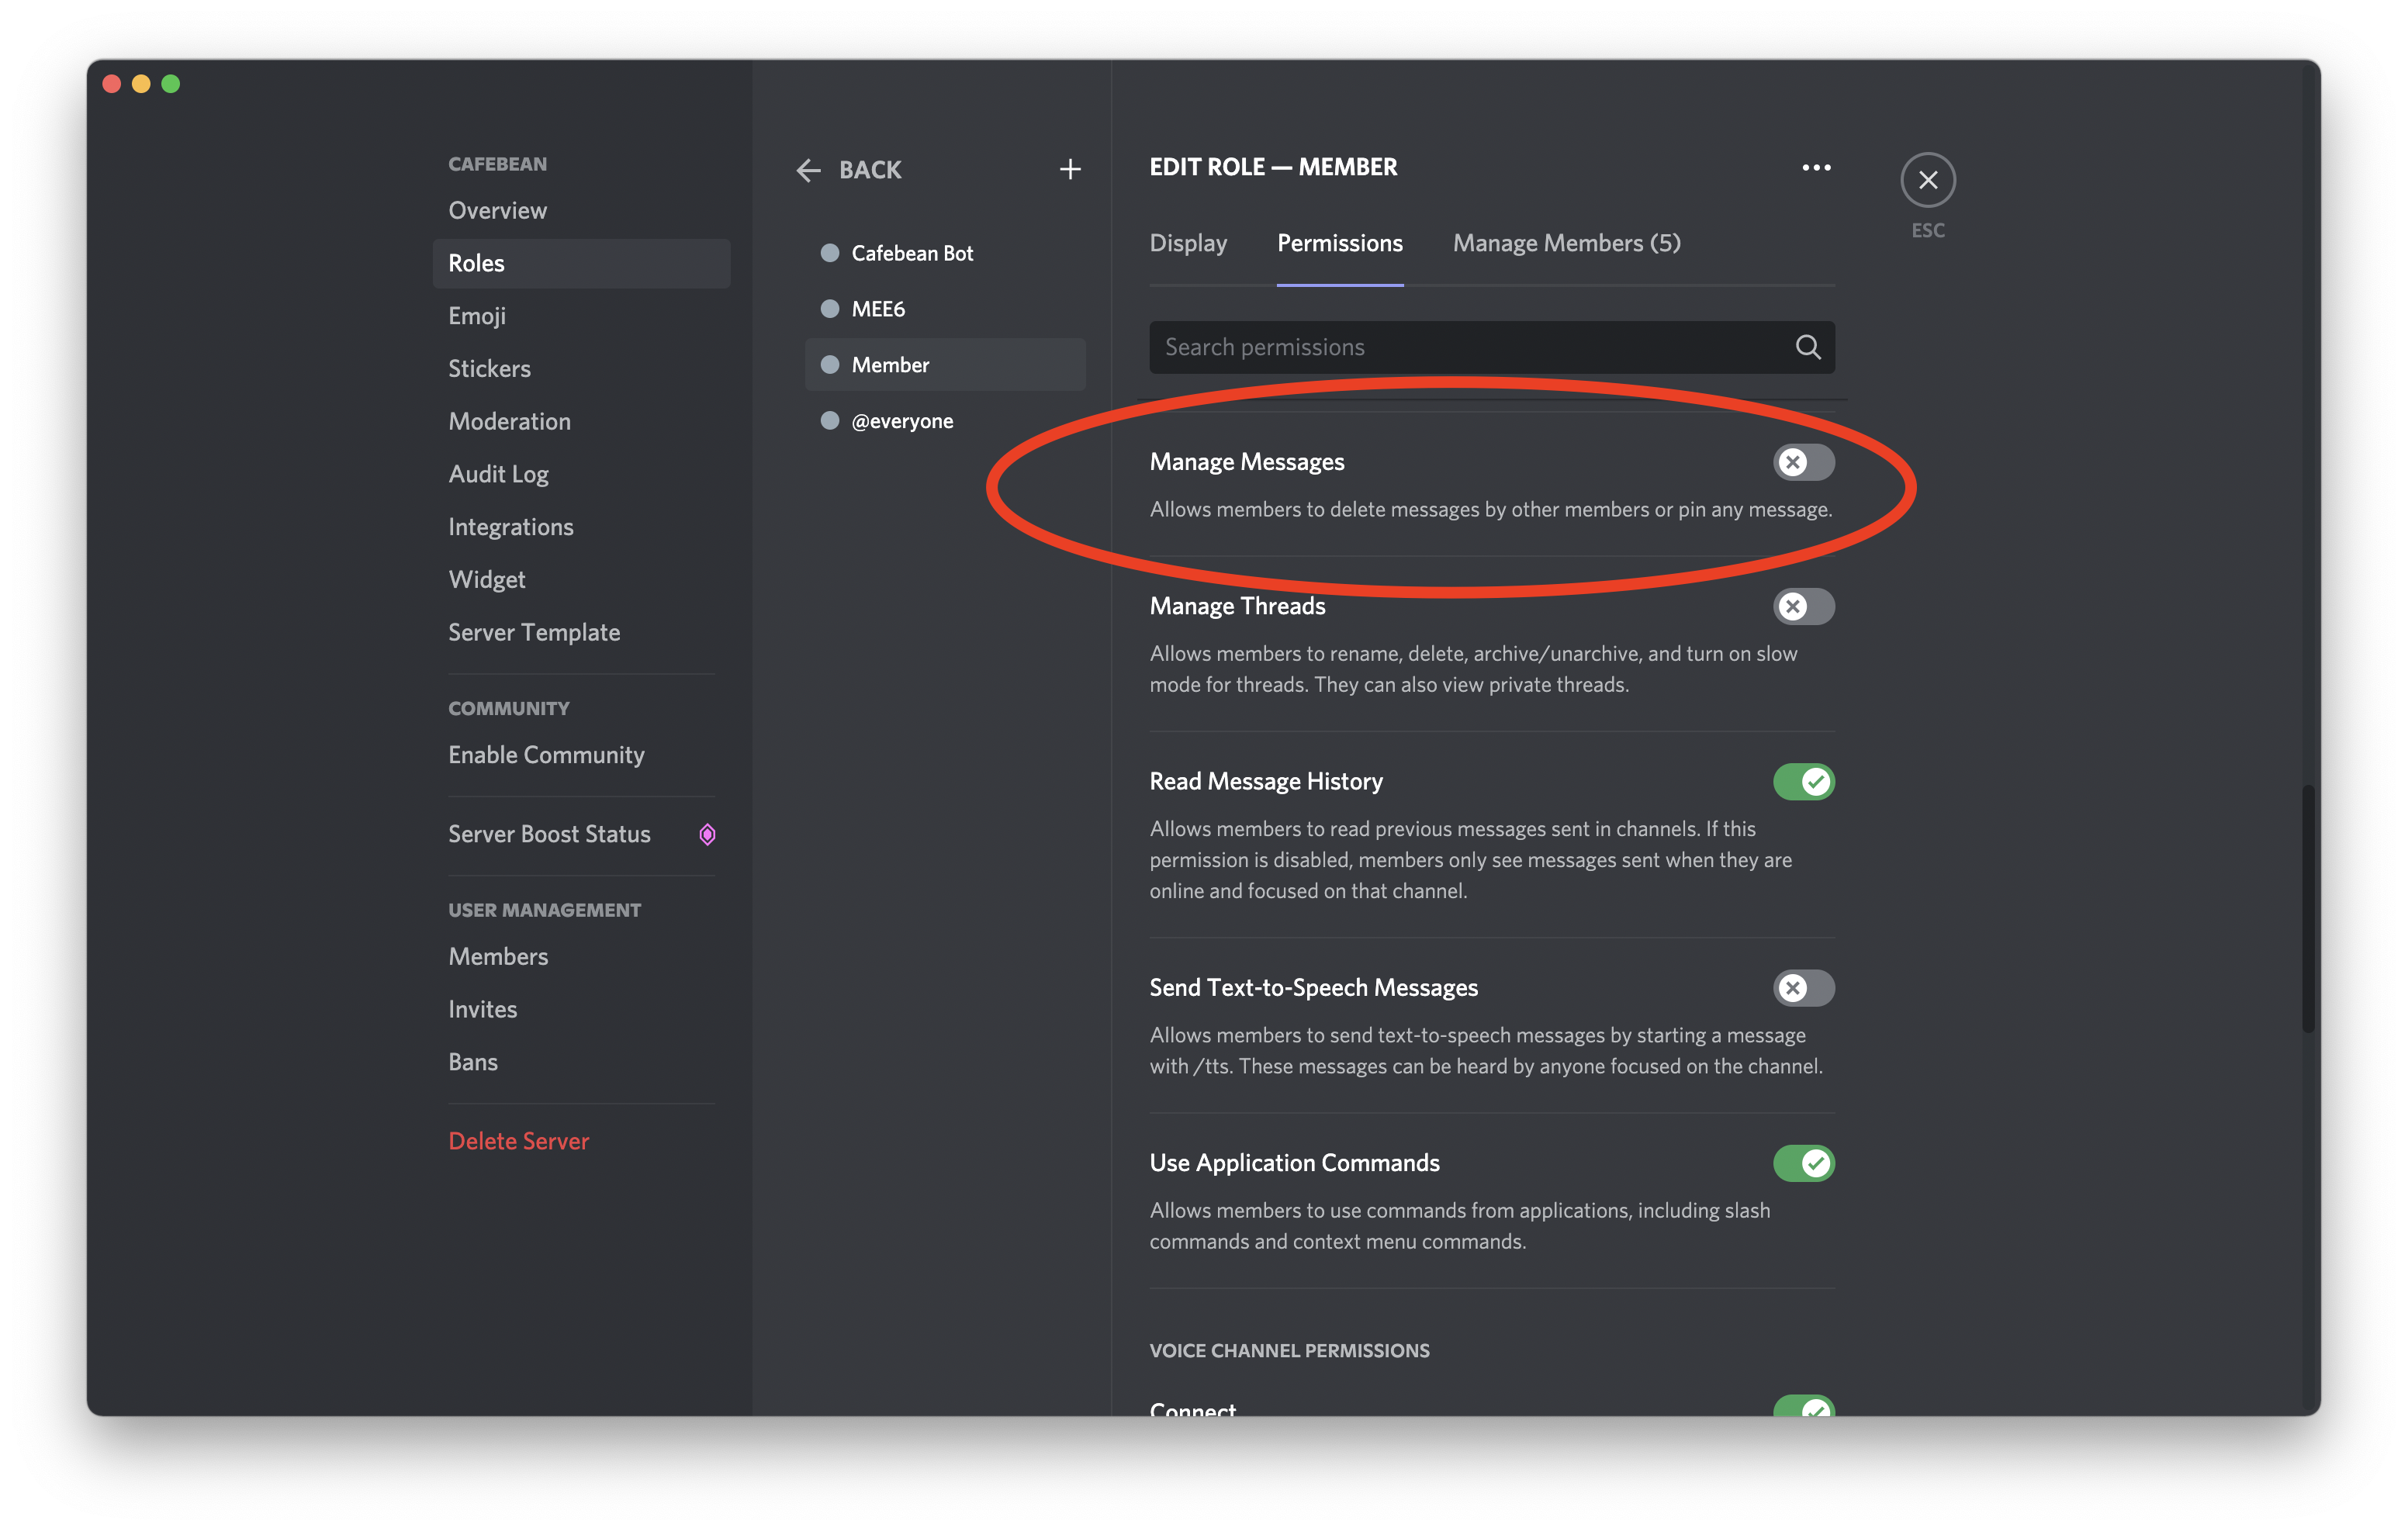 CAFEBEAN
Overview
Roles
Emoji
Stickers
Moderation
Audit Log
Integrations
Widget
Server Template
COMMUNITY
Enable Community
Server Boost Status
USER MANAGEMENT
Members
Invites
Bans
Delete Server
BACK
Cafebean Bot
MEE6
Member
@everyone
EDIT ROLE — MEMBER
Display
Permissions
Manage Members (5)
ESC
Search permissions
Manage Messages
Allows members to delete messages by other members or pin any message.
Manage Threads
Allows members to rename, delete, archive/unarchive, and turn on slow
mode for threads. They can also view private threads.
Read Message History
Allows members to read previous messages sent in channels. If this
permission is disabled, members only see messages sent when they are
online and focused on that channel.
Send Text-to-Speech Messages
Allows members to send text-to-speech messages by starting a message
with /tts. These messages can be heard by anyone focused on the channel.
Use Application Commands
Allows members to use commands from applications, including slash
commands and context menu commands.
VOICE CHANNEL PERMISSIONS
Connect